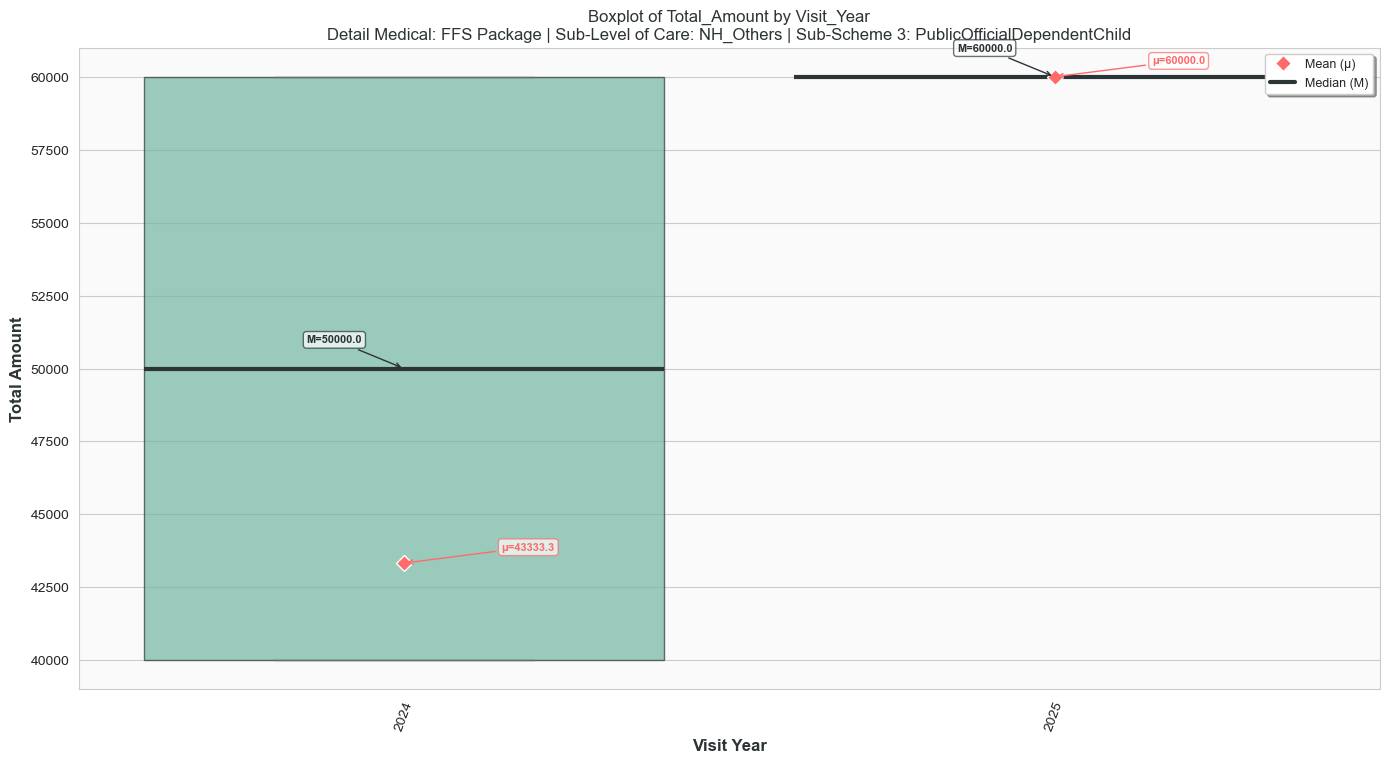 Boxplot of Total_Amount by Visit_Year
Detail Medical: FFS Package | Sub-Level of Care: NH_Others | Sub-Scheme 3: PublicOfficialDependentChild
M=60000.0
μ=60000.0
Mean (μ)
Median (M)
60000
57500
55000
52500
50000
47500
45000
42500
40000
Total Amount
M=50000.0
μ=43333.3
2024
2025
Visit Year